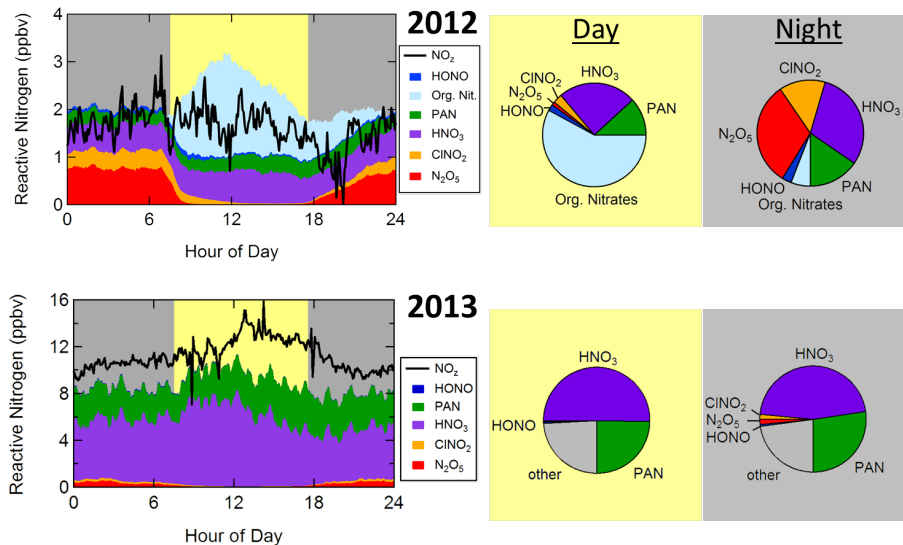 2012
Day
Night
Reactive Nitrogen (ppbv)
4
3
2
1
0
0
6
12
18
24
Hour of Day
NOz
HONO
Org. Nit.
PAN
HNO3
ClNO2
N2O5
ClNO2
N2O5
HONO
HNO3
PAN
Org. Nitrates
ClNO2
HNO3
N2O5
HONO
Org. Nitrates
PAN
2013
Reactive Nitrogen (ppbv)
16
12
8
4
0
0
6
12
18
24
Hour of Day
NOz
HONO
PAN
HNO3
ClNO2
N2O5
HNO3
HONO
other
PAN
HNO3
ClNO2
N2O5
HONO
other
PAN